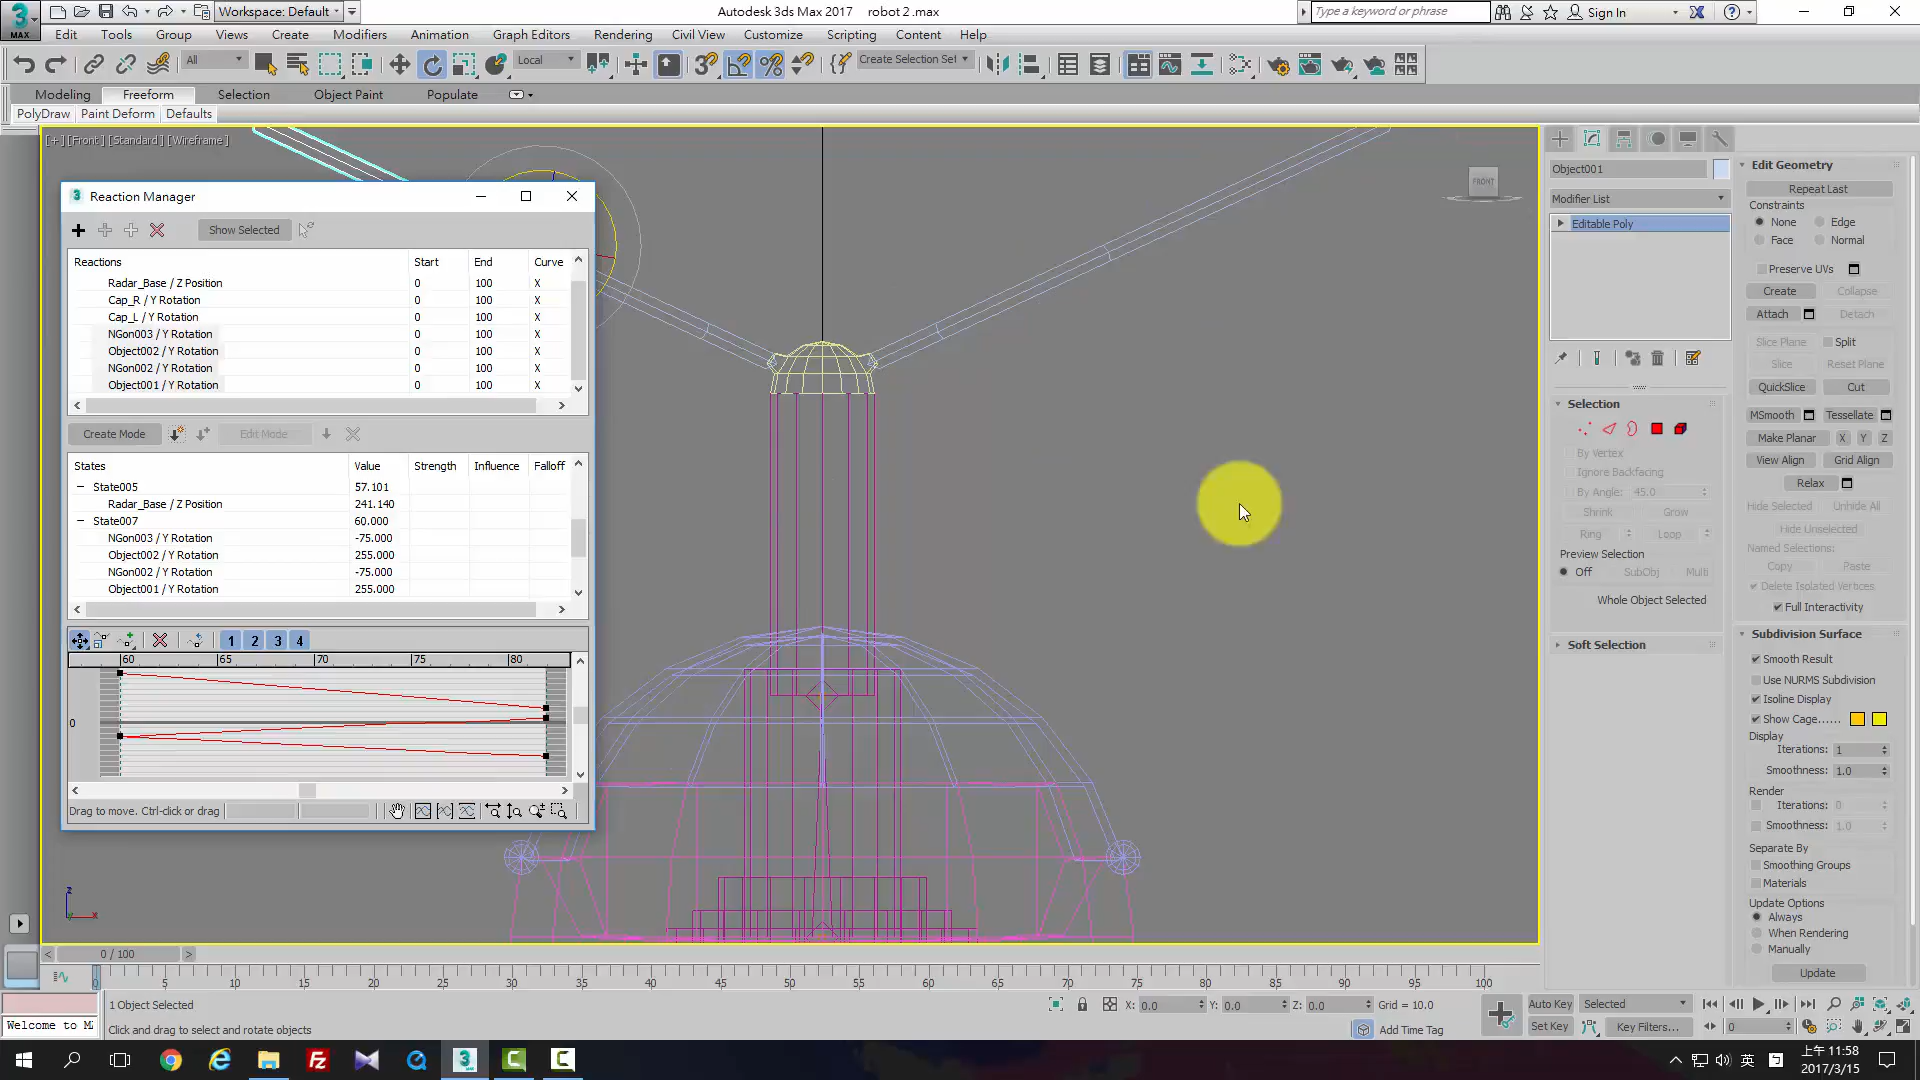 Workspace: Default
Autodesk 3ds Max 2017    robot 2 .max
Type a keyword or phrase
Sign In
MAX
Edit Tools Group Views Create Modifiers Animation Graph Editors Rendering Civil View Customize Scripting Content Help
All
Local
Create Selection Set
Modeling Freeform Selection Object Paint Populate
PolyDraw Paint Deform Defaults
[+] [Front] [Standard] [Wireframe]
FRONT
Reaction Manager
Show Selected
Reactions Start End Curve
Radar_Base / Z Position 0 100 X
Cap_R / Y Rotation 0 100 X
Cap_L / Y Rotation 0 100 X
NGon003 / Y Rotation 0 100 X
Object002 / Y Rotation 0 100 X
NGon002 / Y Rotation 0 100 X
Object001 / Y Rotation 0 100 X
Create Mode Edit Mode
States Value Strength Influence Falloff
State005 57.101
Radar_Base / Z Position 241.140
State007 60.000
NGon003 / Y Rotation -75.000
Object002 / Y Rotation 255.000
NGon002 / Y Rotation -75.000
Object001 / Y Rotation 255.000
1 2 3 4
60 65 70 75 80
0
Drag to move. Ctrl-click or drag
z
x
Object001
Modifier List
Editable Poly
Selection
By Vertex
Ignore Backfacing
By Angle: 45.0
Shrink Grow
Ring Loop
Preview Selection
Off SubObj Multi
Whole Object Selected
Soft Selection
Edit Geometry
Repeat Last
Constraints
None Edge
Face Normal
Preserve UVs
Create Collapse
Attach Detach
Slice Plane Split
Slice Reset Plane
QuickSlice Cut
MSmooth Tessellate
Make Planar X Y Z
View Align Grid Align
Relax
Hide Selected Unhide All
Hide Unselected
Named Selections:
Copy Paste
Delete Isolated Vertices
Full Interactivity
Subdivision Surface
Smooth Result
Use NURMS Subdivision
Isoline Display
Show Cage......
Display
Iterations: 1
Smoothness: 1.0
Render
Iterations: 0
Smoothness: 1.0
Separate By
Smoothing Groups
Materials
Update Options
Always
When Rendering
Manually
Update
0 / 100
0 5 10 15 20 25 30 35 40 45 50 55 60 65 70 75 80 85 90 95 100
1 Object Selected
X: 0.0 Y: 0.0 Z: 0.0 Grid = 10.0
Auto Key Selected
Welcome to M
Click and drag to select and rotate objects
Add Time Tag
Set Key Key Filters... 0
英
上午 11:58
2017/3/15